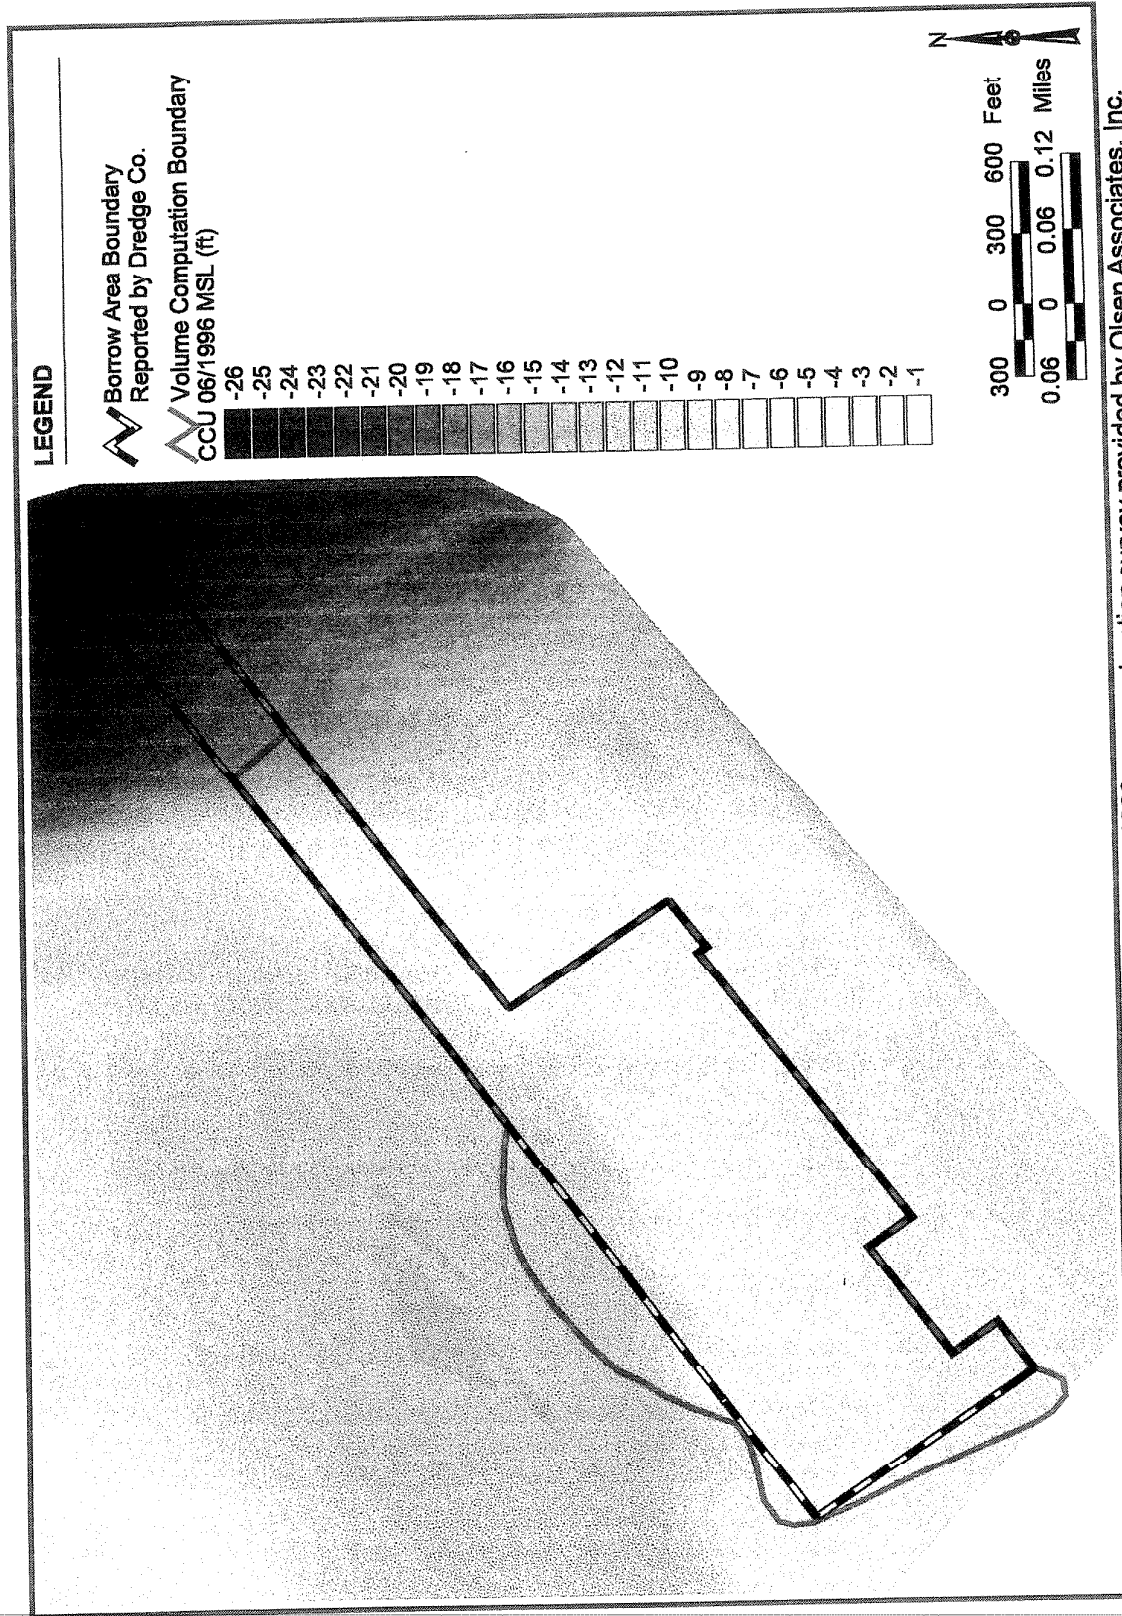 LEGEND
Borrow Area Boundary
Reported by Dredge Co.
Volume Computation Boundary
CCU 06/1996 MSL (ft)
-26
-25
-24
-23
-22
-21
-20
-19
-18
-17
-16
-15
-14
-13
-12
-11
-10
-9
-8
-7
-6
-5
-4
-3
-2
-1
N
300 0 300 600 Feet
0.06 0 0.06 0.12 Miles
survey provided by Olsen Associates, Inc.